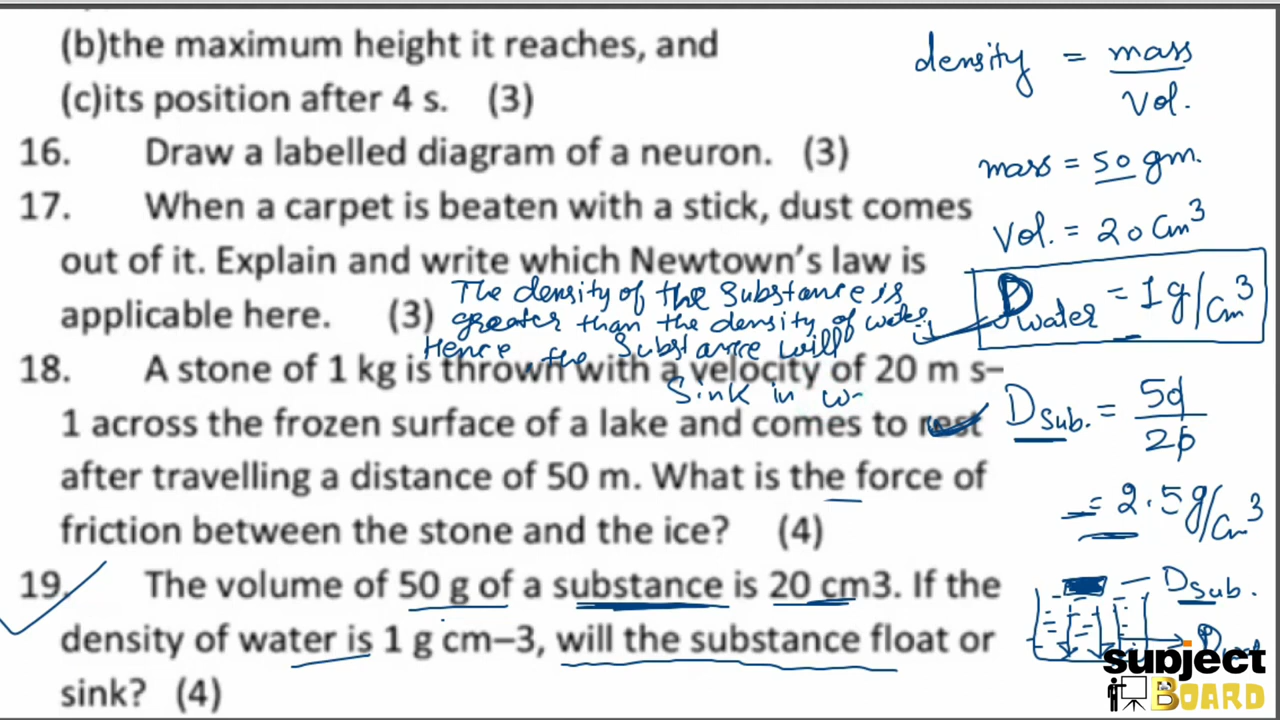 (b)the maximum height it reaches, and
(c)its position after 4 s. (3)
16. Draw a labelled diagram of a neuron. (3)
17. When a carpet is beaten with a stick, dust comes
out of it. Explain and write which Newtown's law is
applicable here. (3)
The density of the substance is
greater than the density of water
Hence, the Substance will
Sink in
18. A stone of 1 kg is thrown with a velocity of 20 m s–
1 across the frozen surface of a lake and comes to rest
after travelling a distance of 50 m. What is the force of
friction between the stone and the ice? (4)
19. The volume of 50 g of a substance is 20 cm3. If the
density of water is 1 g cm–3, will the substance float or
sink? (4)
density = mass
Vol.
mass = 50 gm.
Vol. = 20 Cm³
Dwater = 1g/Cm³
Dsub. = 50
20
= 2.5g/Cm³
Dsub.
subject
BOARD